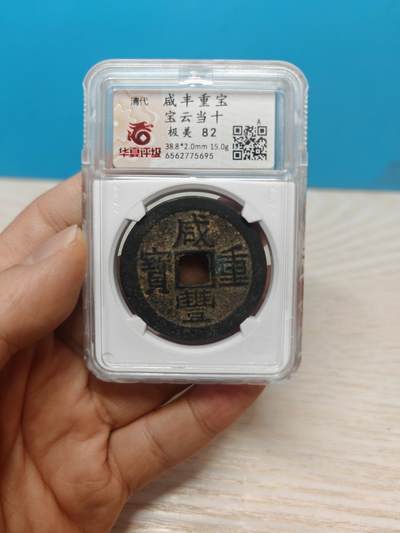 清代
咸丰重宝
宝云当十
极美 82
A
华夏评级
38.8*2.0mm 15.0g
6562775695
咸
寶 重
豐